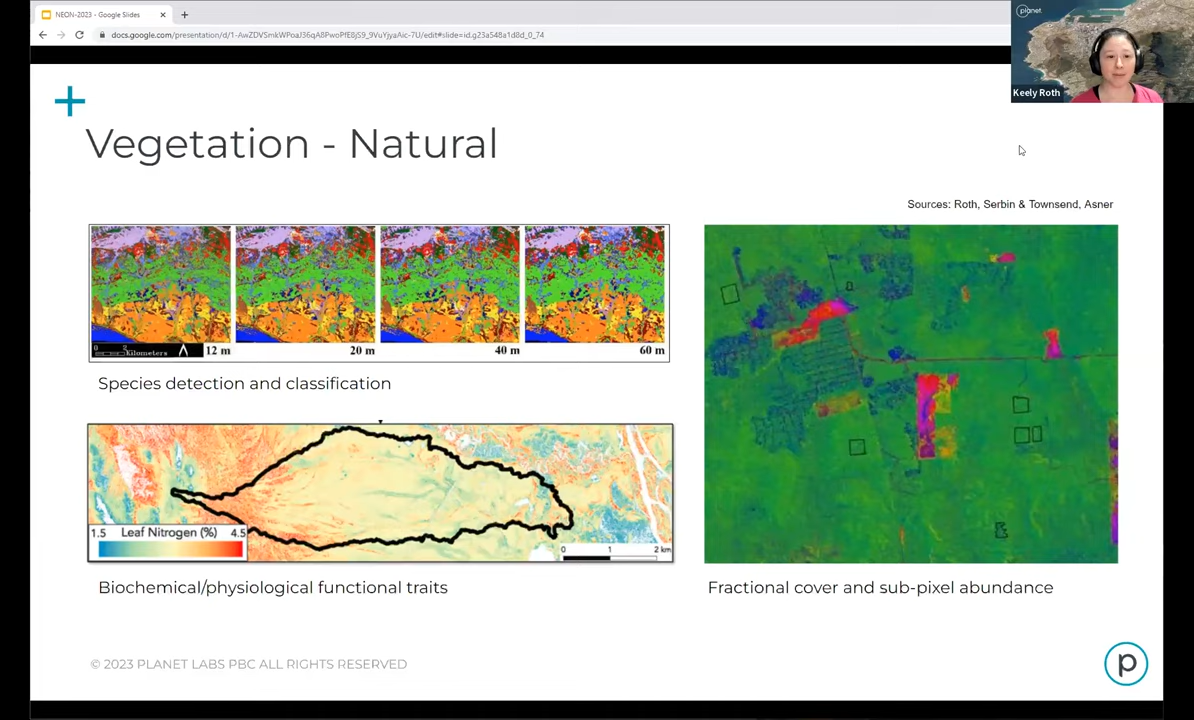 NEON-2023 - Google Slides
docs.google.com/presentation/d/1-AwZDVSmkWPoaJ36qA8PwoPfE8jS9_9VuYjyaAic-7U/edit#slide=id.g23a548a1d8d_0_74
planet
Keely Roth
Vegetation - Natural
Sources: Roth, Serbin & Townsend, Asner
0 2
Kilometers
12 m
20 m
40 m
60 m
Species detection and classification
1.5 Leaf Nitrogen (%) 4.5
0 1 2 km
Biochemical/physiological functional traits
Fractional cover and sub-pixel abundance
© 2023 PLANET LABS PBC ALL RIGHTS RESERVED
p